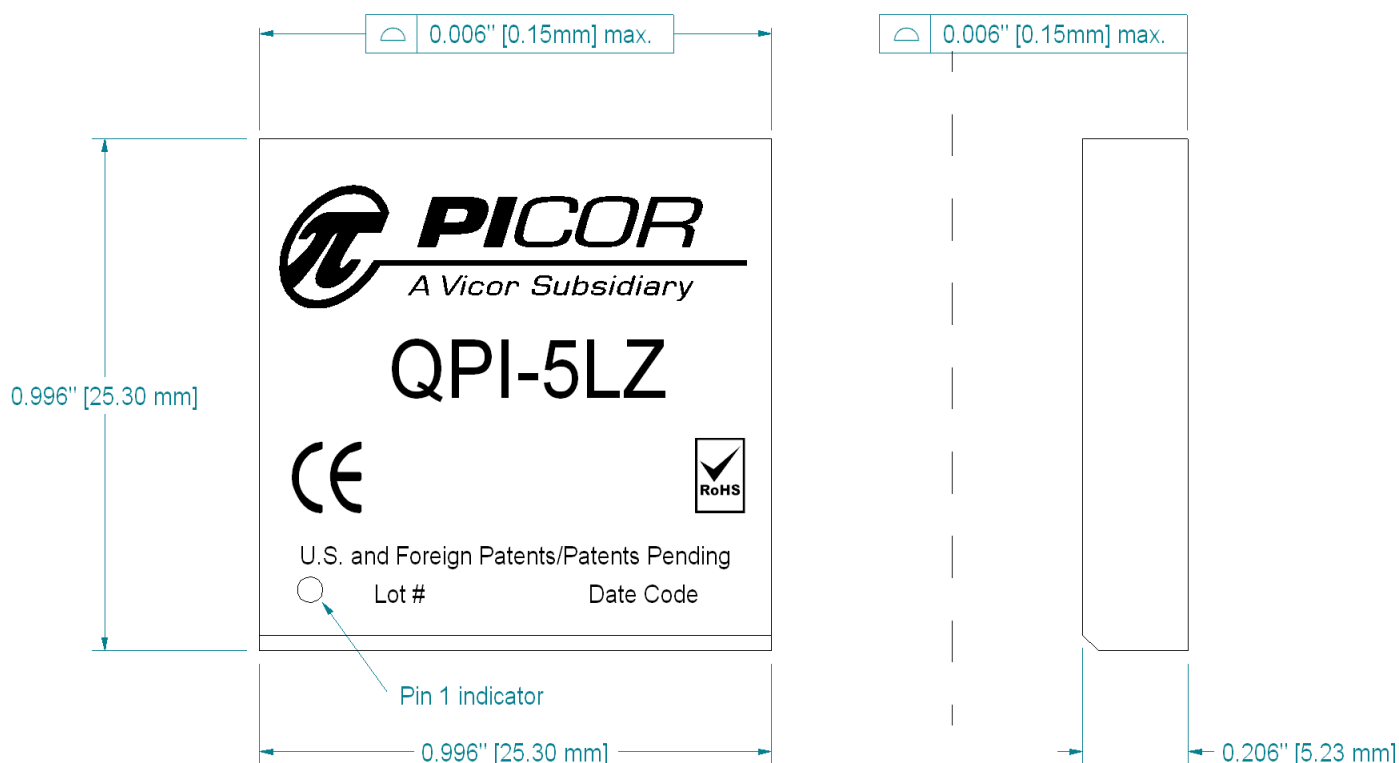 0.006" [0.15mm] max.
0.006" [0.15mm] max.
π PICOR
A Vicor Subsidiary
QPI-5LZ
0.996" [25.30 mm]
CE
RoHS
U.S. and Foreign Patents/Patents Pending
Lot # Date Code
Pin 1 indicator
0.996" [25.30 mm]
0.206" [5.23 mm]